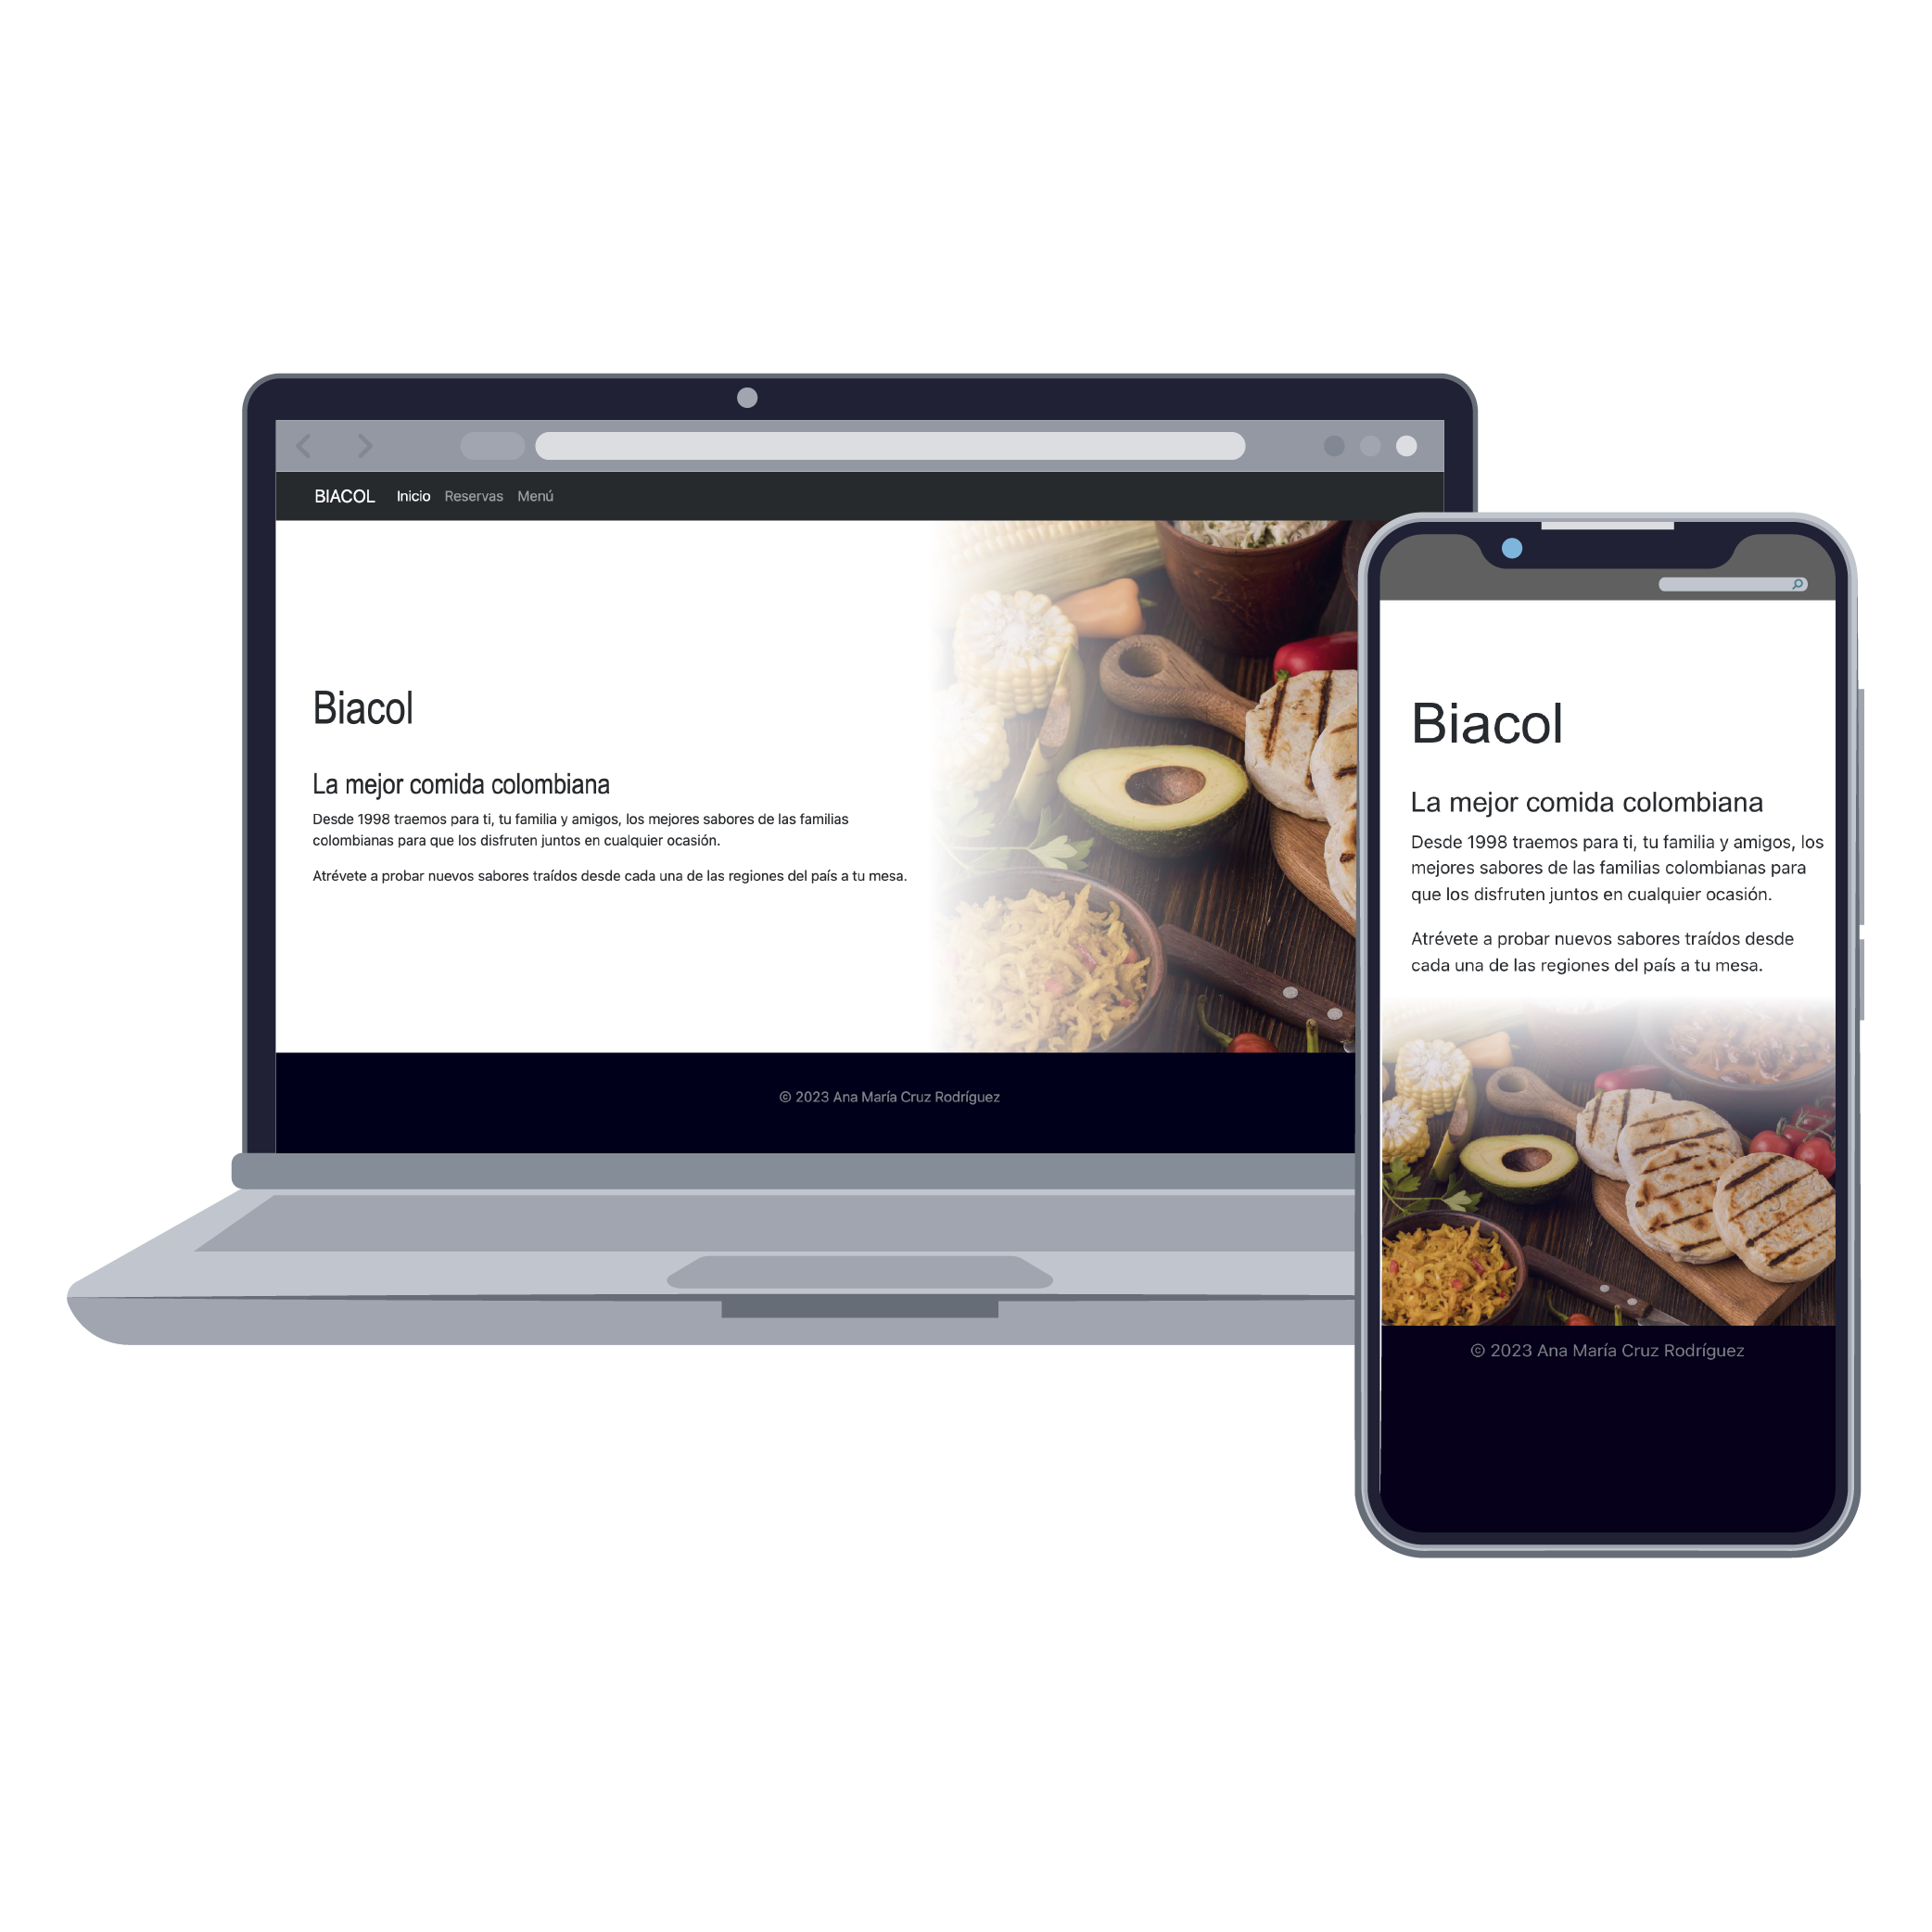 BIACOL Inicio Reservas Menú
Biacol
La mejor comida colombiana
Desde 1998 traemos para ti, tu familia y amigos, los mejores sabores de las familias
colombianas para que los disfruten juntos en cualquier ocasión.
Atrévete a probar nuevos sabores traídos desde cada una de las regiones del país a tu mesa.
© 2023 Ana María Cruz Rodríguez
Biacol
La mejor comida colombiana
Desde 1998 traemos para ti, tu familia y amigos, los
mejores sabores de las familias colombianas para
que los disfruten juntos en cualquier ocasión.
Atrévete a probar nuevos sabores traídos desde
cada una de las regiones del país a tu mesa.
© 2023 Ana María Cruz Rodríguez